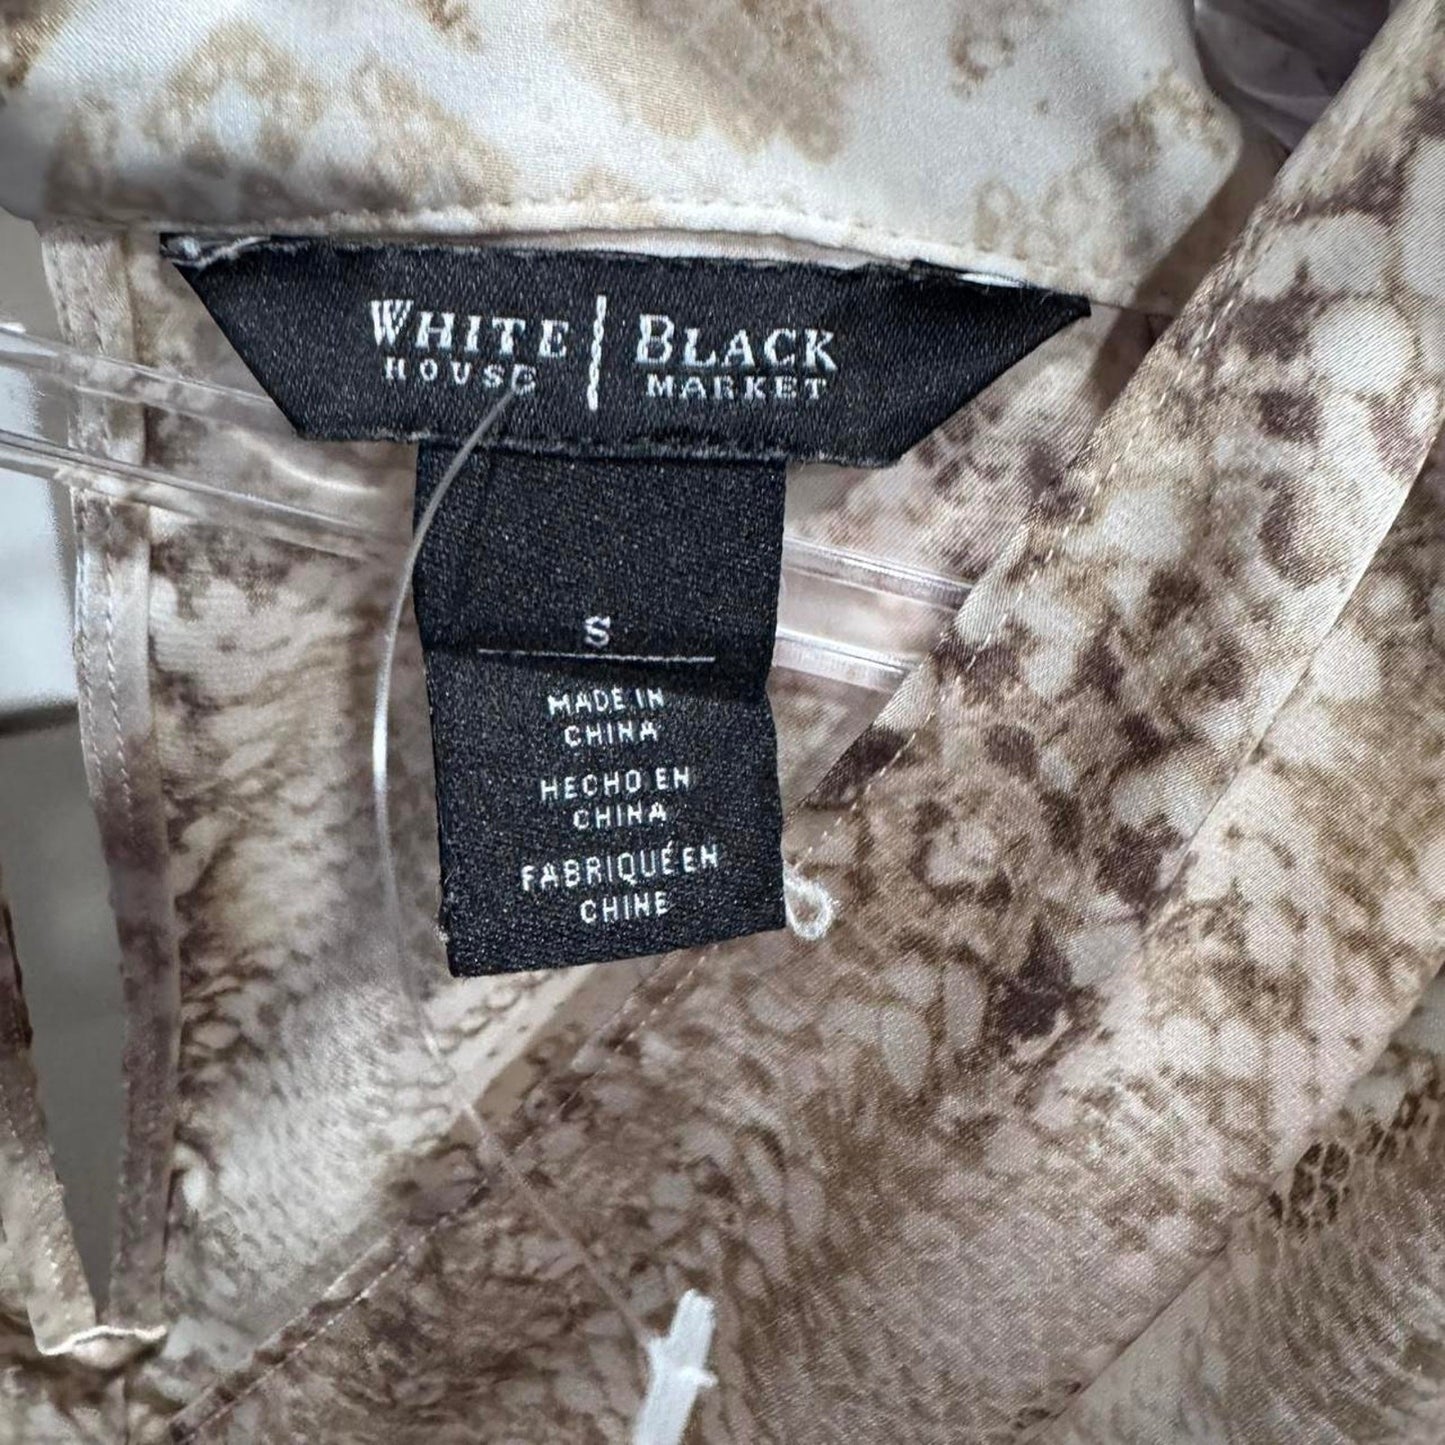 WHITE | BLACK
HOUSE MARKET
S
MADE IN
CHINA
HECHO EN
CHINA
FABRIQUÉ EN
CHINE